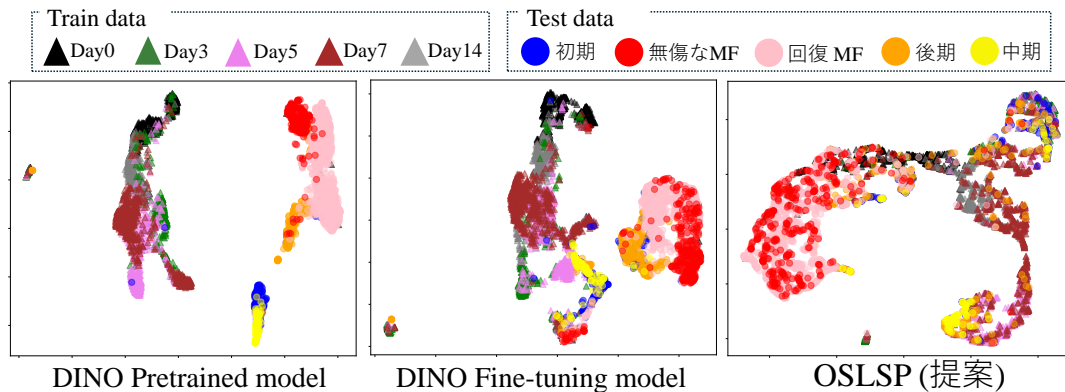 Train data
Day0 Day3 Day5 Day7 Day14
Test data
初期 無傷なMF 回復 MF 後期 中期
DINO Pretrained model
DINO Fine-tuning model
OSLSP (提案)